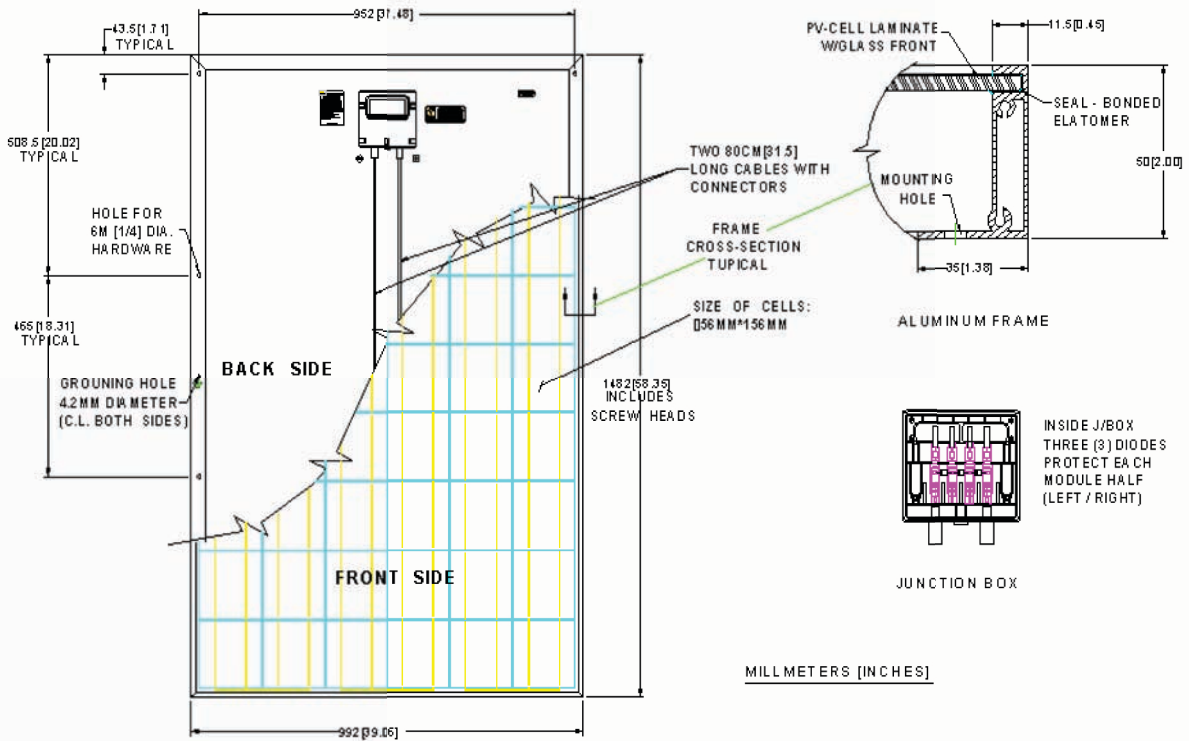 952[37.48]
43.5[1.71]
TYPICAL
508.5[20.02]
TYPICAL
HOLE FOR
6M [1/4] DIA.
HARDWARE
465[18.31]
TYPICAL
GROUNING HOLE
4.2MM DIAMETER
(C.L. BOTH SIDES)
BACK SIDE
FRONT SIDE
992[39.06]
TWO 80CM[31.5]
LONG CABLES WITH
CONNECTORS
FRAME
CROSS-SECTION
TUPICAL
SIZE OF CELLS:
156MM*156MM
1482[58.35]
INCLUDES
SCREW HEADS
11.5[0.45]
PV-CELL LAMINATE
W/GLASS FRONT
SEAL - BONDED
ELATOMER
50[2.00]
MOUNTING
HOLE
35[1.38]
ALUMINUM FRAME
INSIDE J/BOX
THREE (3) DIODES
PROTECT EACH
MODULE HALF
(LEFT / RIGHT)
JUNCTION BOX
MILLMETERS [INCHES]